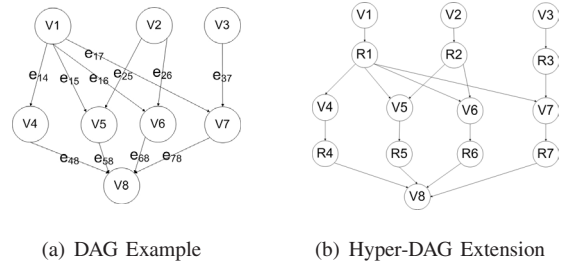 V1 V2 V3
e17
e14 e15 e16 e25 e26 e37
V4 V5 V6 V7
e48 e58 e68 e78
V8
(a) DAG Example
V1 V2 V3
R1 R2 R3
V4 V5 V6 V7
R4 R5 R6 R7
V8
(b) Hyper-DAG Extension